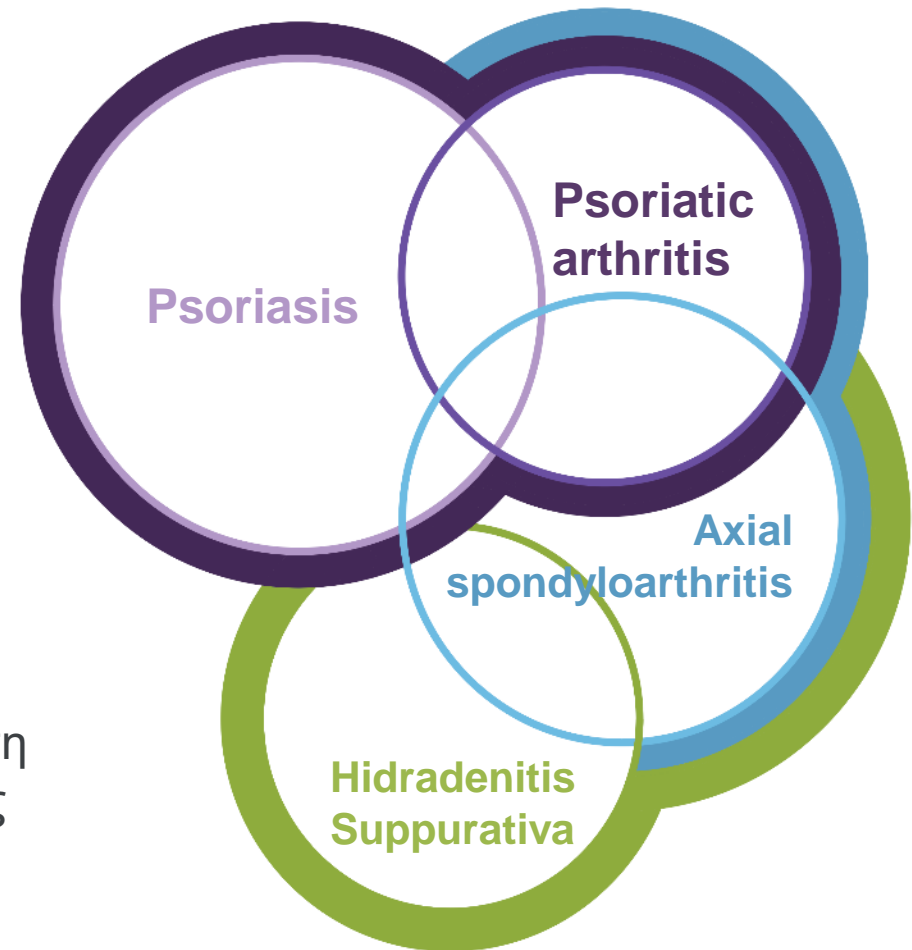 Psoriatic
arthritis
Psoriasis
Axial
spondyloarthritis
Hidradenitis
Suppurativa